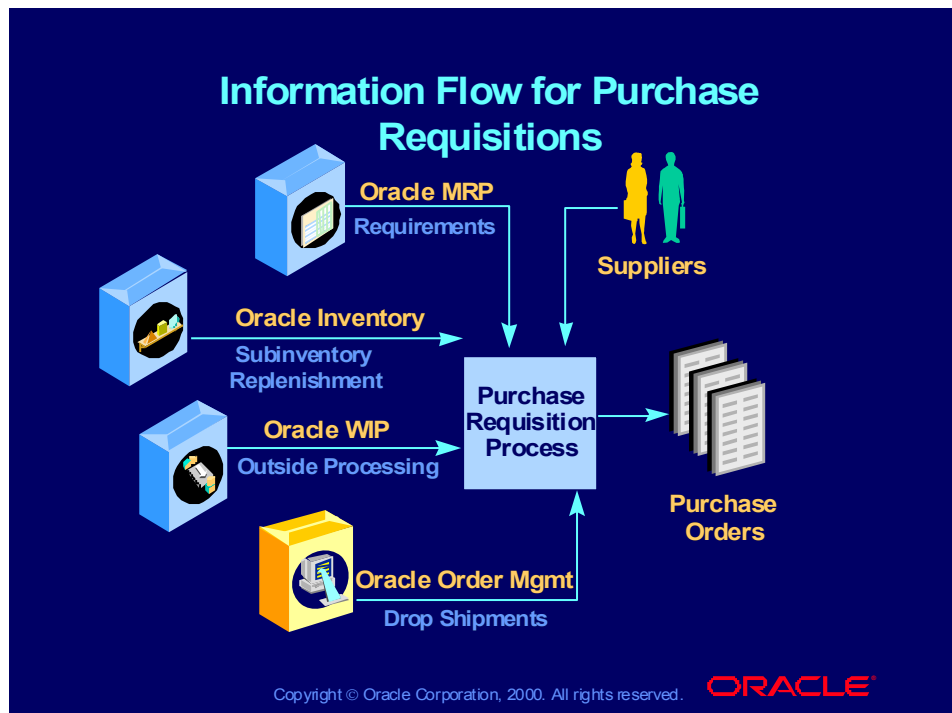 Information Flow for Purchase
Requisitions
Oracle MRP
Requirements
Suppliers
Oracle Inventory
Subinventory
Replenishment
Purchase
Requisition
Process
Oracle WIP
Outside Processing
Purchase
Orders
Oracle Order Mgmt
Drop Shipments
Copyright © Oracle Corporation, 2000. All rights reserved.
ORACLE®